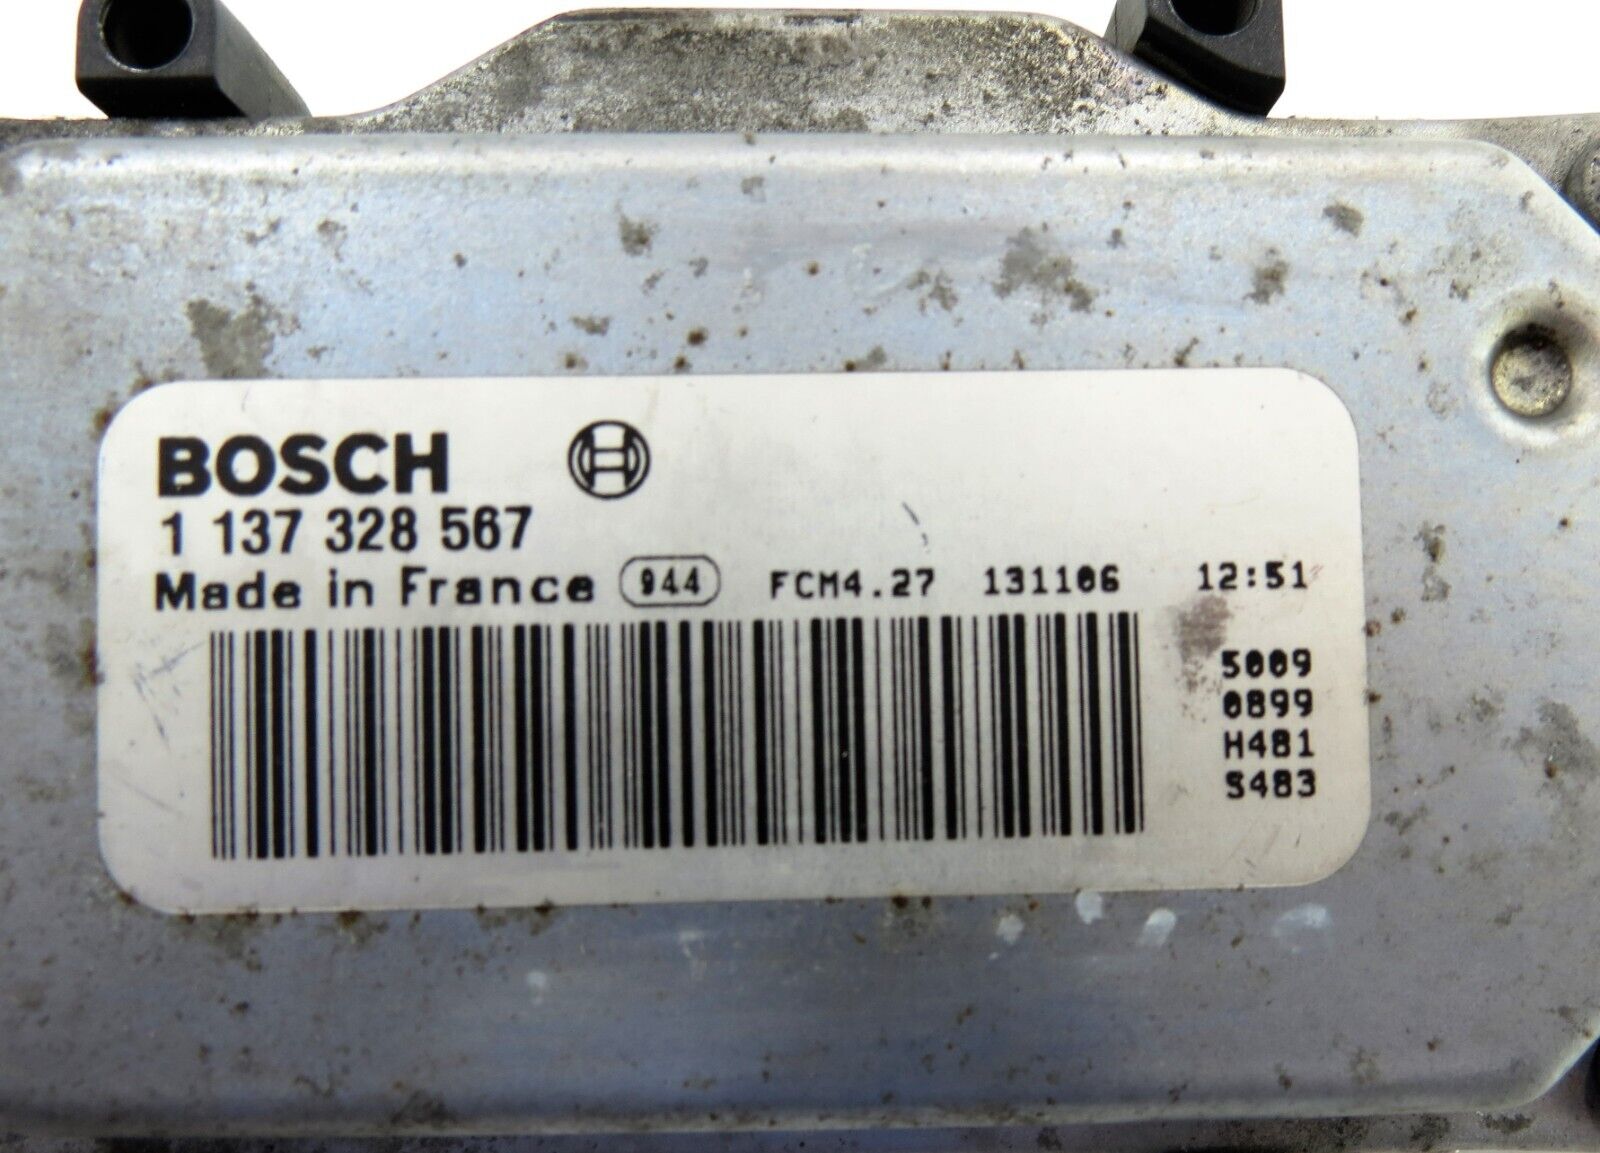 BOSCH
1 137 328 567
Made in France 944 FCM4.27 131106 12:51
5009
0899
H481
S483